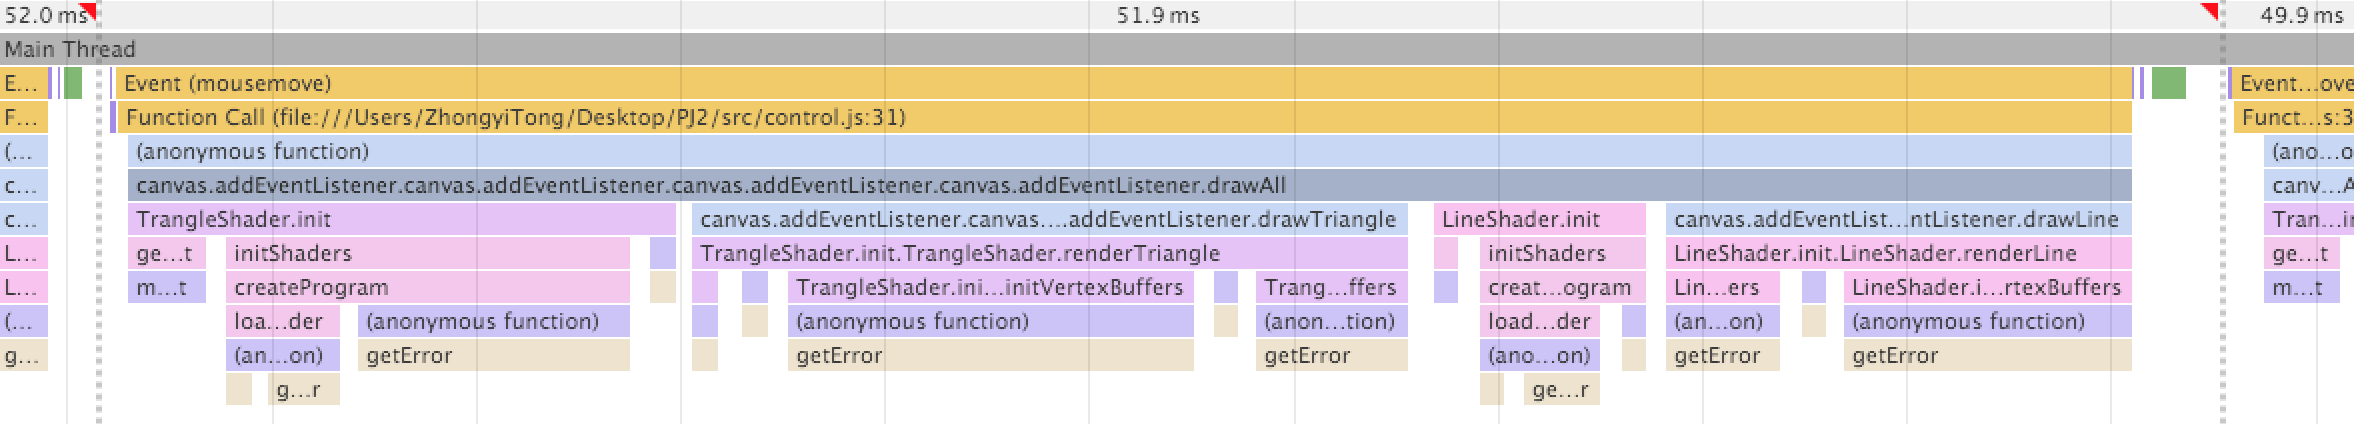 52.0 ms 51.9 ms 49.9 ms
Main Thread
E... Event (mousemove) Event...ove
F... Function Call (file:///Users/ZhongyiTong/Desktop/PJ2/src/control.js:31) Funct...s:3
(... (anonymous function) (ano...o
c... canvas.addEventListener.canvas.addEventListener.canvas.addEventListener.canvas.addEventListener.drawAll canv...A
c... TrangleShader.init canvas.addEventListener.canvas....addEventListener.drawTriangle LineShader.init canvas.addEventList...ntListener.drawLine Tran...ir
L... ge...t initShaders TrangleShader.init.TrangleShader.renderTriangle initShaders LineShader.init.LineShader.renderLine ge...t
L... m...t createProgram TrangleShader.ini...initVertexBuffers Trang...ffers creat...ogram Lin...ers LineShader.i...rtexBuffers m...t
(... loa...der (anonymous function) (anonymous function) (anon...tion) load...der (an...on) (anonymous function)
g... (an...on) getError getError getError (ano...on) getError getError
g...r ge...r